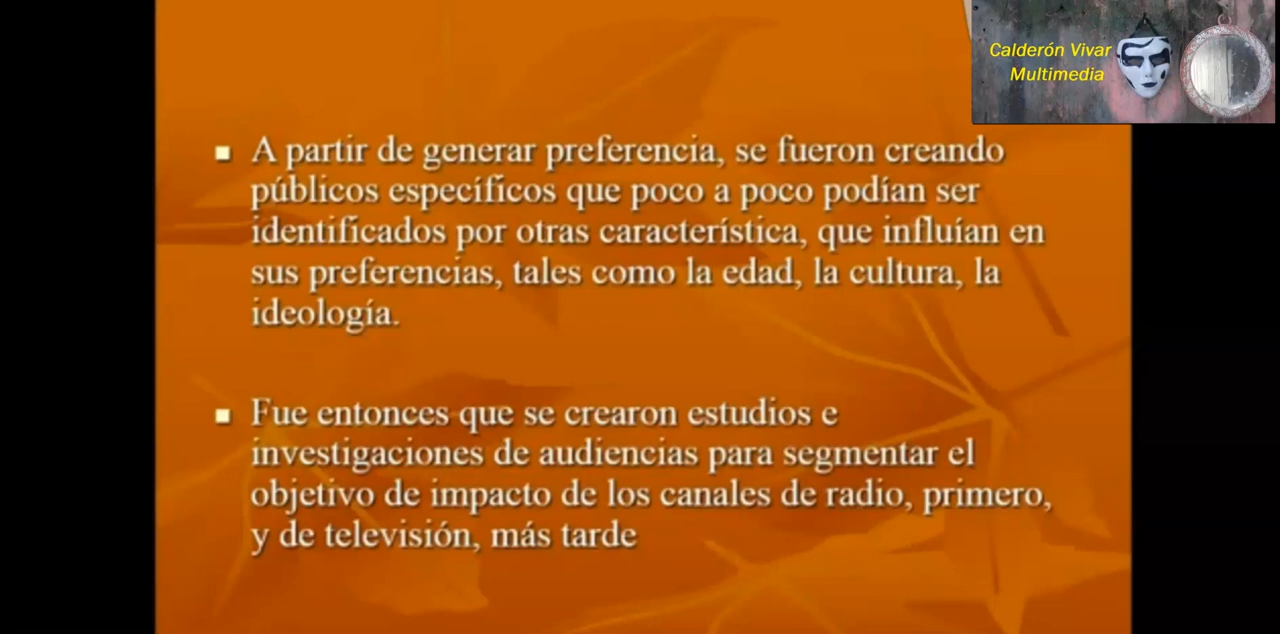 Calderón Vivar
Multimedia
A partir de generar preferencia, se fueron creando
públicos específicos que poco a poco podían ser
identificados por otras característica, que influían en
sus preferencias, tales como la edad, la cultura, la
ideología.
Fue entonces que se crearon estudios e
investigaciones de audiencias para segmentar el
objetivo de impacto de los canales de radio, primero,
y de televisión, más tarde